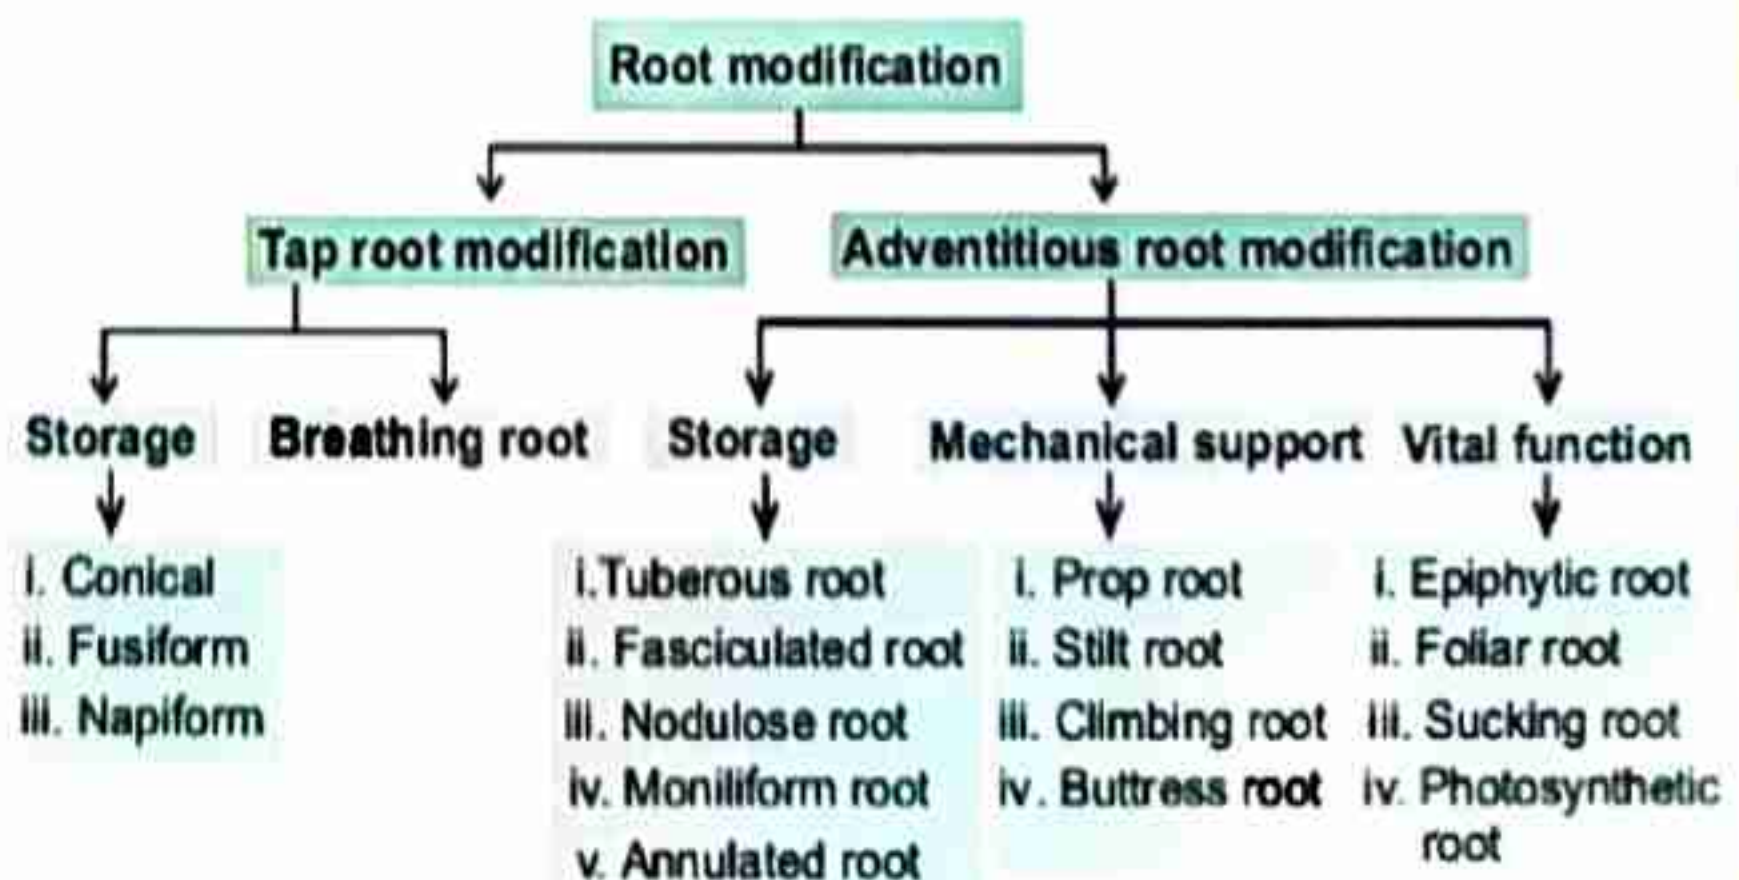 Root modification
Tap root modification
Adventitious root modification
Storage
Breathing root
Storage
Mechanical support
Vital function
i. Conical
ii. Fusiform
iii. Napiform
i.Tuberous root
ii. Fasciculated root
iii. Nodulose root
iv. Moniliform root
v. Annulated root
i. Prop root
ii. Stilt root
iii. Climbing root
iv. Buttress root
i. Epiphytic root
ii. Foliar root
iii. Sucking root
iv. Photosynthetic
root